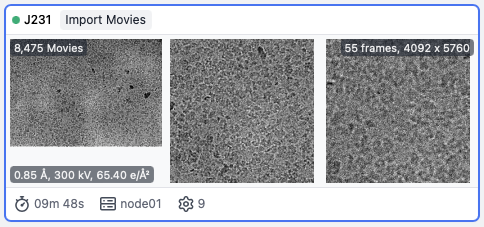 J231 Import Movies
8,475 Movies
55 frames, 4092 x 5760
0.85 Å, 300 kV, 65.40 e/Å²
09m 48s node01 9